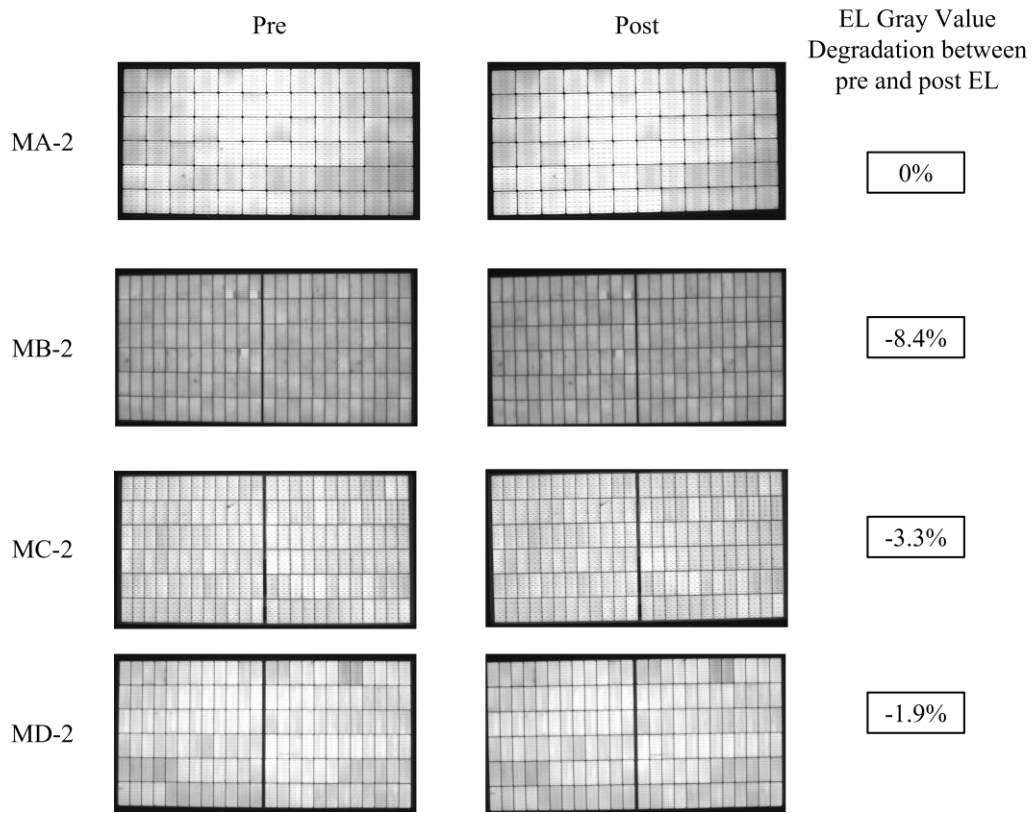 Pre
Post
EL Gray Value
Degradation between
pre and post EL
MA-2
0%
MB-2
-8.4%
MC-2
-3.3%
MD-2
-1.9%